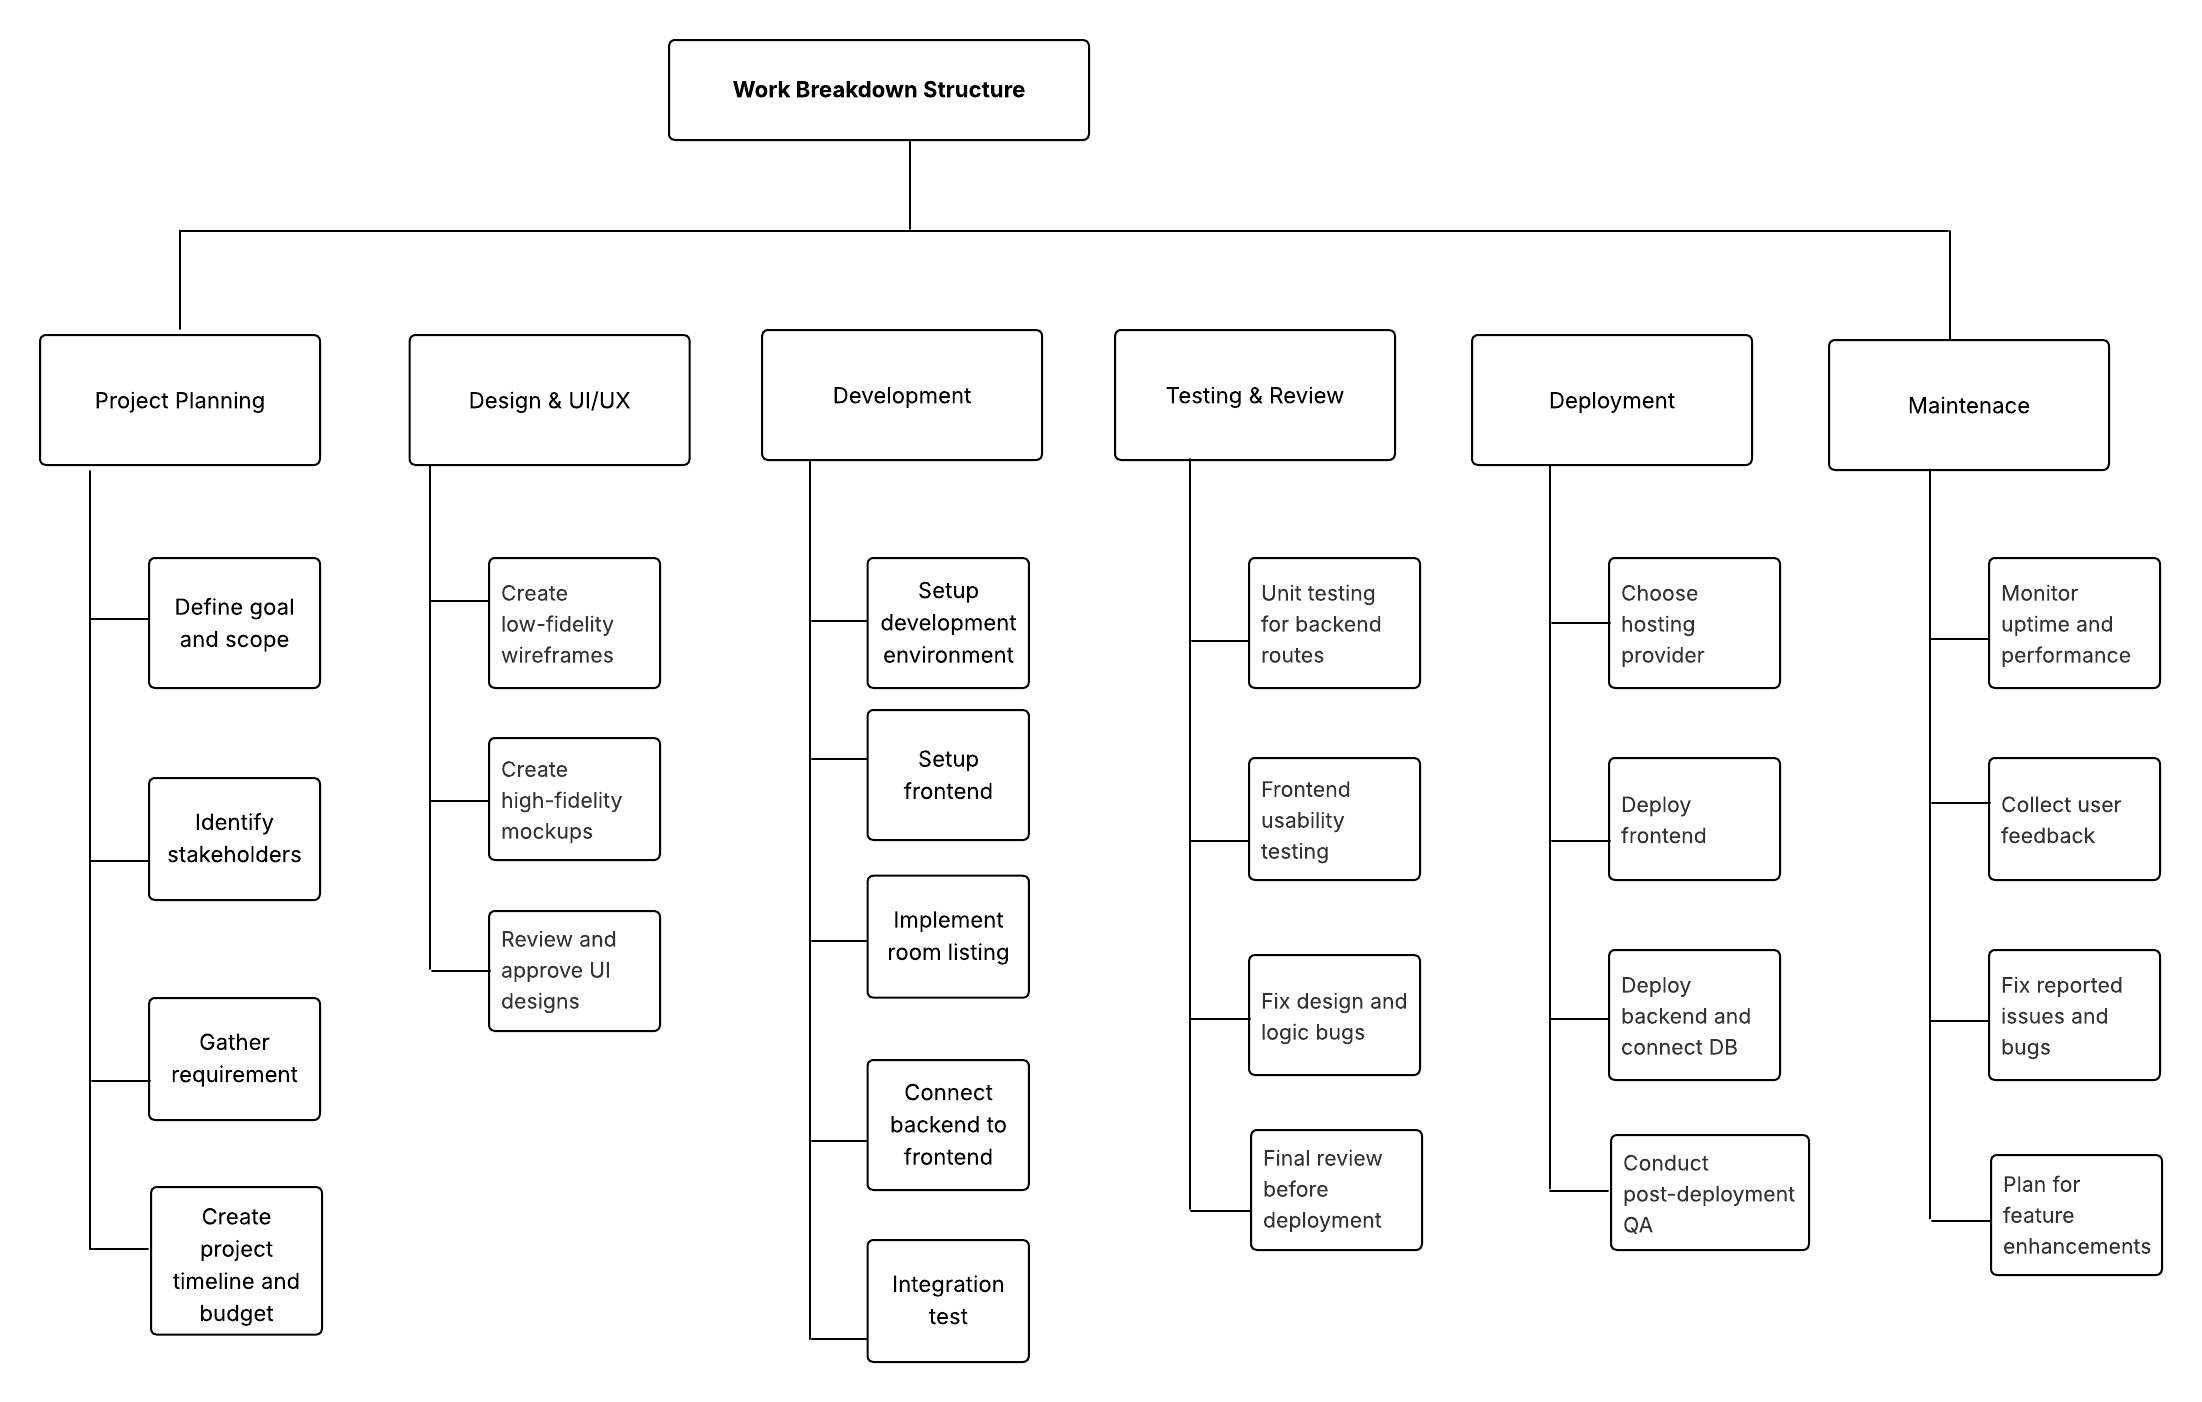 Work Breakdown Structure
Project Planning
Design & UI/UX
Development
Testing & Review
Deployment
Maintenace
Define goal
and scope
Identify
stakeholders
Gather
requirement
Create
project
timeline and
budget
Create
low-fidelity
wireframes
Create
high-fidelity
mockups
Review and
approve UI
designs
Setup
development
environment
Setup
frontend
Implement
room listing
Connect
backend to
frontend
Integration
test
Unit testing
for backend
routes
Frontend
usability
testing
Fix design and
logic bugs
Final review
before
deployment
Choose
hosting
provider
Deploy
frontend
Deploy
backend and
connect DB
Conduct
post-deployment
QA
Monitor
uptime and
performance
Collect user
feedback
Fix reported
issues and
bugs
Plan for
feature
enhancements